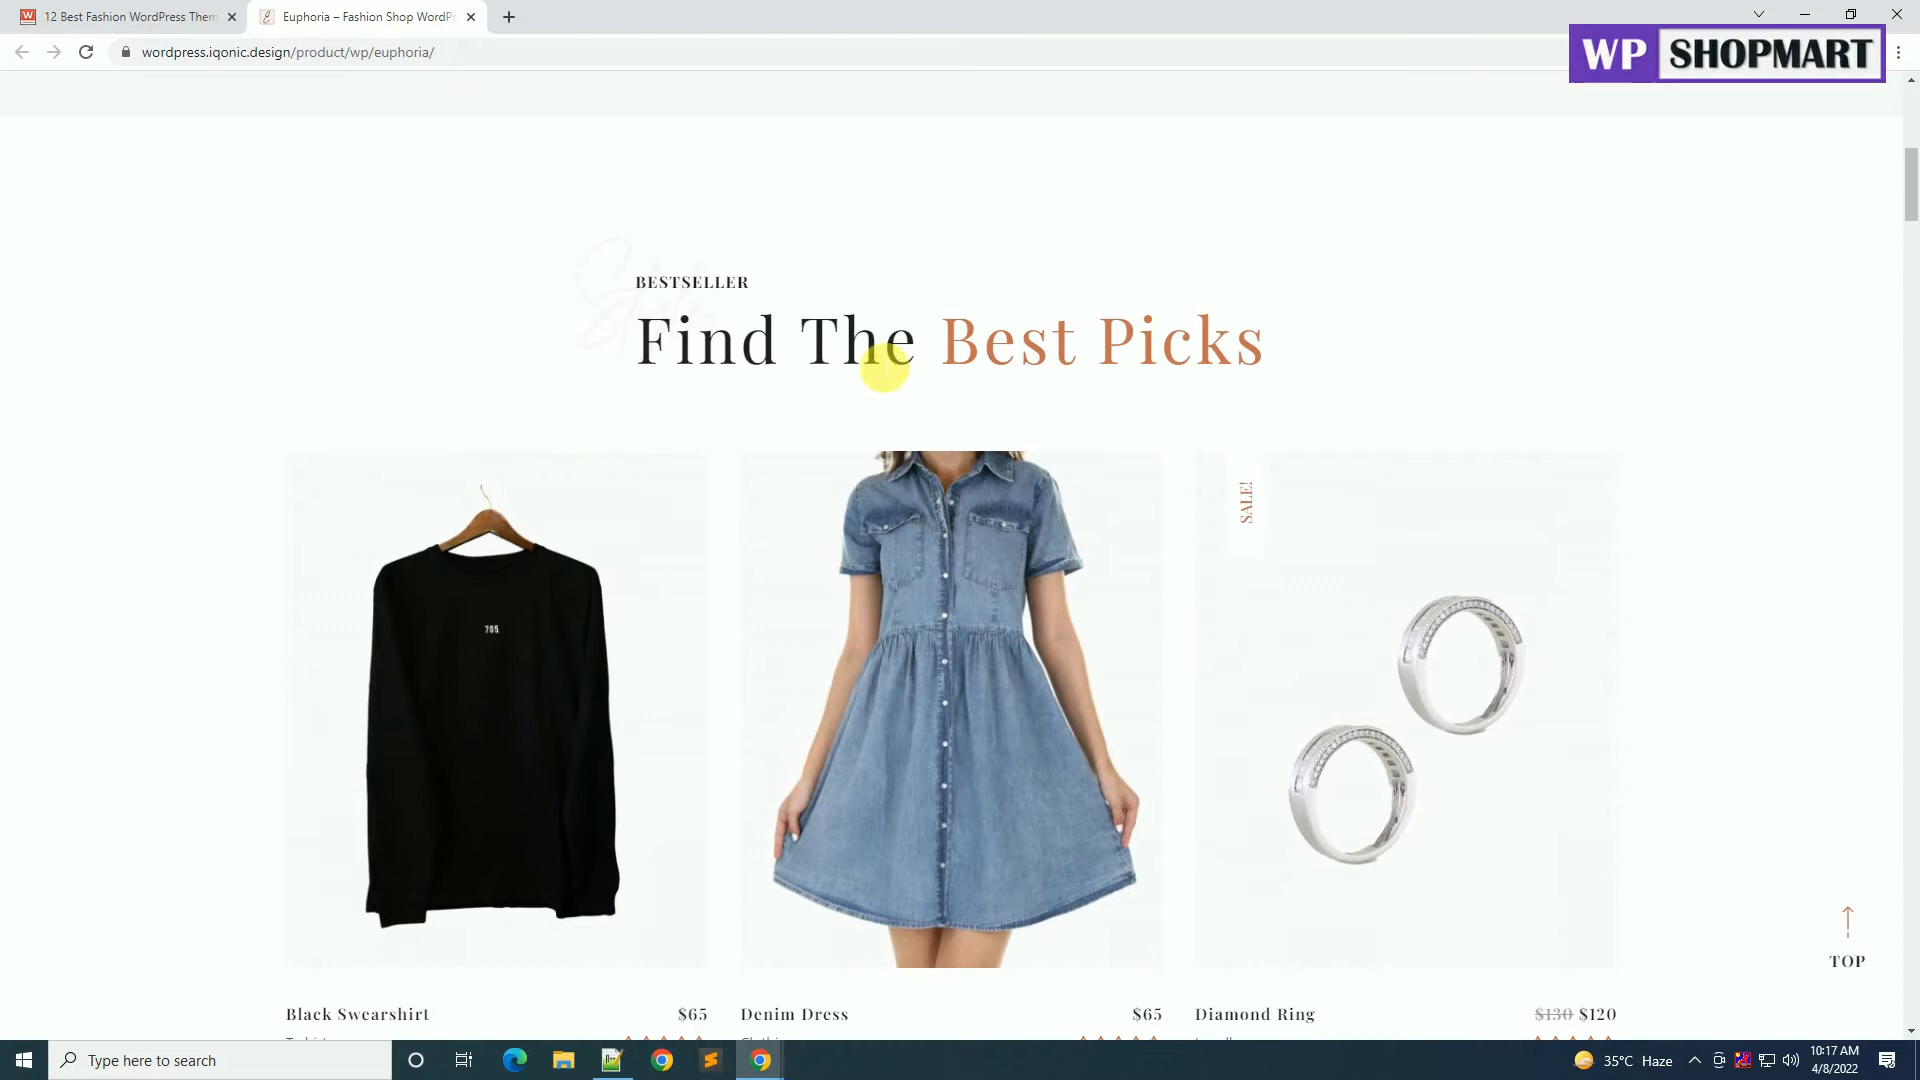 12 Best Fashion WordPress Them
Euphoria – Fashion Shop WordPr
wordpress.iqonic.design/product/wp/euphoria/
WP SHOPMART
BESTSELLER
Find The Best Picks
SALE!
705.
TOP
Black Swearshirt $65
Denim Dress $65
Diamond Ring $130 $120
Type here to search
35°C Haze
10:17 AM
4/8/2022